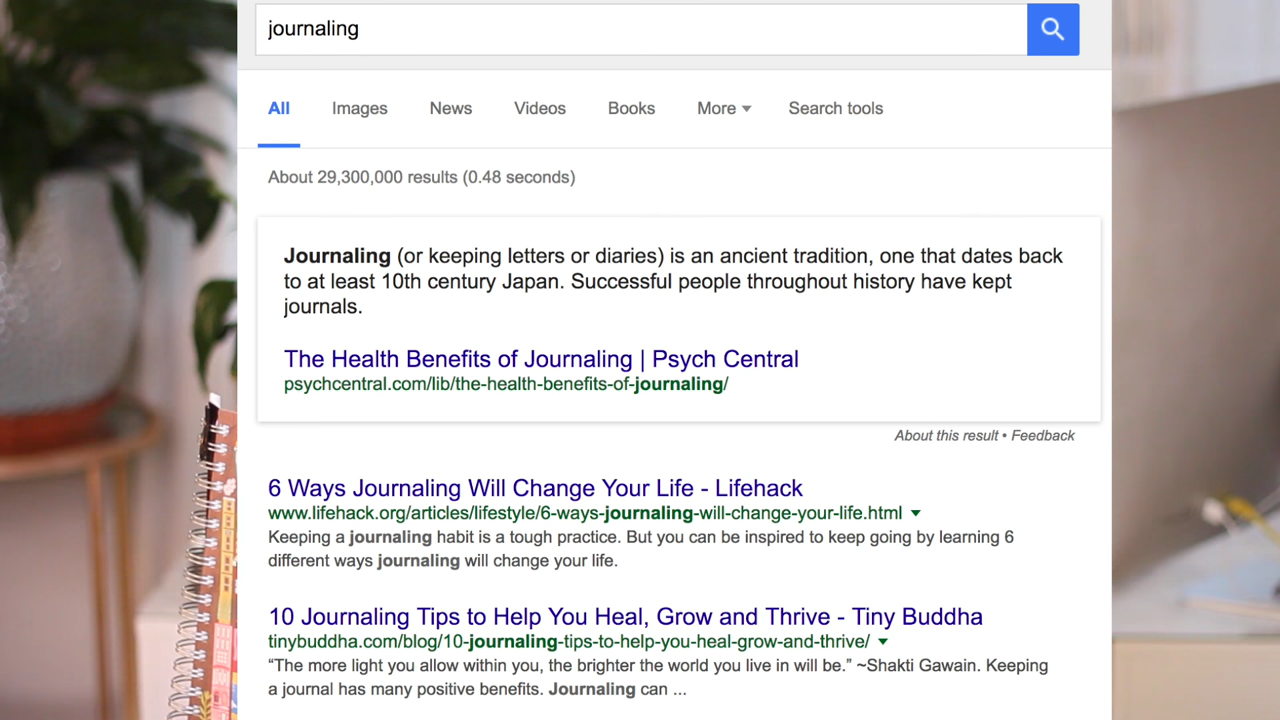 journaling
All Images News Videos Books More Search tools
About 29,300,000 results (0.48 seconds)
Journaling (or keeping letters or diaries) is an ancient tradition, one that dates back
to at least 10th century Japan. Successful people throughout history have kept
journals.
The Health Benefits of Journaling | Psych Central
psychcentral.com/lib/the-health-benefits-of-journaling/
About this result • Feedback
6 Ways Journaling Will Change Your Life - Lifehack
www.lifehack.org/articles/lifestyle/6-ways-journaling-will-change-your-life.html
Keeping a journaling habit is a tough practice. But you can be inspired to keep going by learning 6
different ways journaling will change your life.
10 Journaling Tips to Help You Heal, Grow and Thrive - Tiny Buddha
tinybuddha.com/blog/10-journaling-tips-to-help-you-heal-grow-and-thrive/
“The more light you allow within you, the brighter the world you live in will be.” ~Shakti Gawain. Keeping
a journal has many positive benefits. Journaling can ...